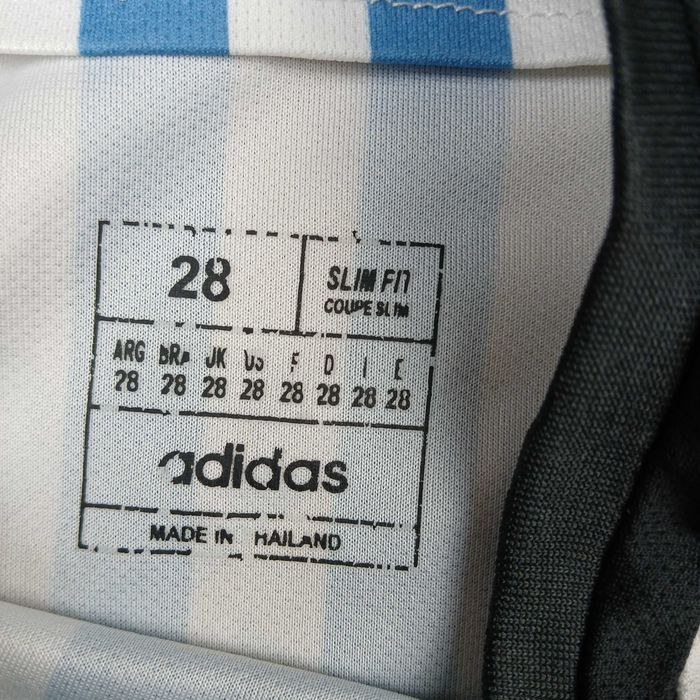 28
SLIM FIT
COUPE SLIM
ARG BRA UK US F D I E
28 28 28 28 28 28 28 28
adidas
MADE IN THAILAND